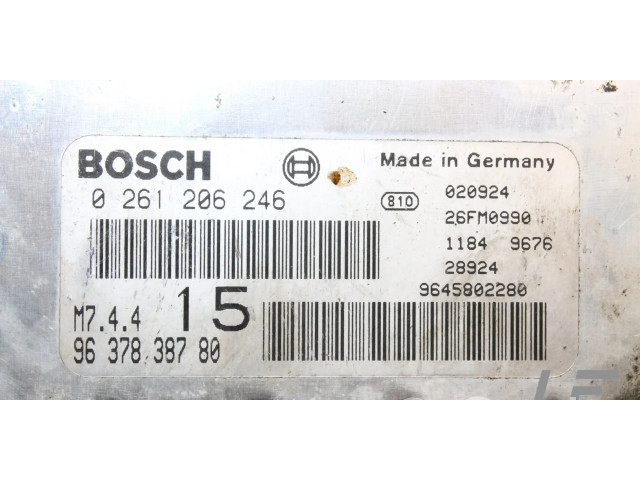 BOSCH
Made in Germany
0 261 206 246
810
020924
26FM0990
1184 9676
28924
9645802280
M7.4.4
15
96 378 387 80